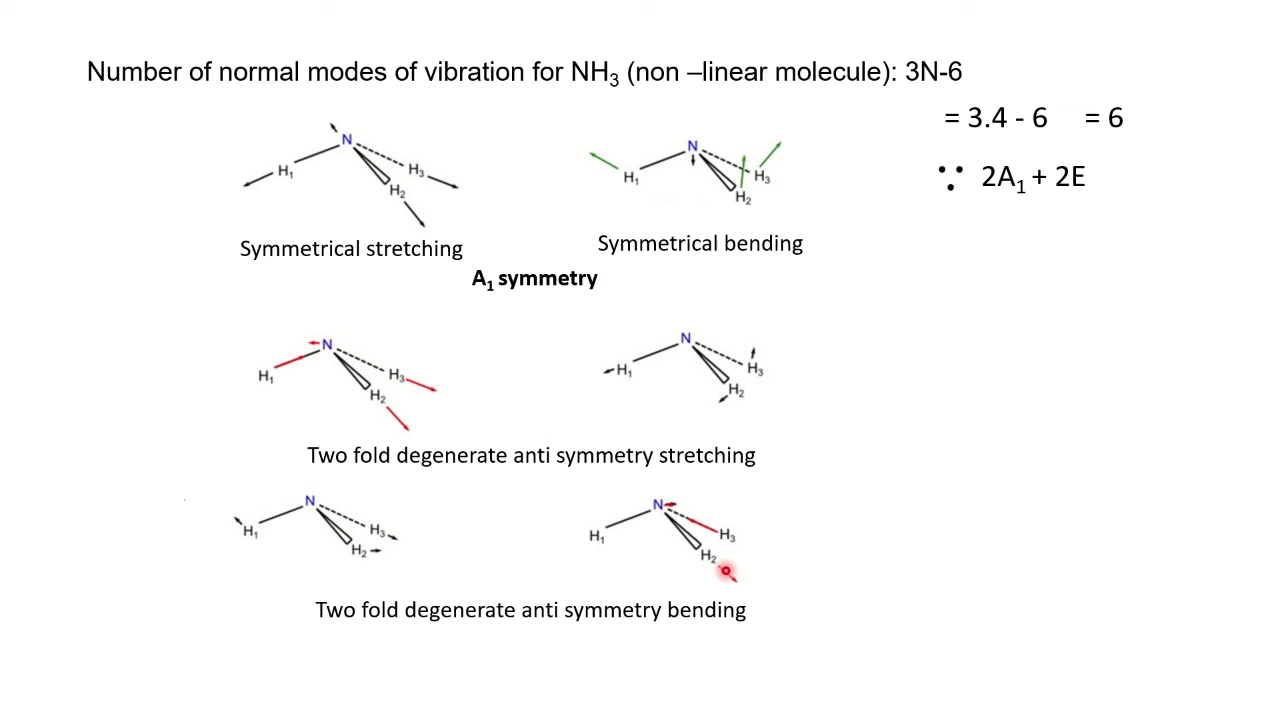 Number of normal modes of vibration for NH₃ (non –linear molecule): 3N-6
= 3.4 - 6 = 6
∵ 2A₁ + 2E
N H₁ H₂ H₃
N H₁ H₂ H₃
Symmetrical stretching
Symmetrical bending
A₁ symmetry
N H₁ H₂ H₃
N H₁ H₂ H₃
Two fold degenerate anti symmetry stretching
N H₁ H₂ H₃
N H₁ H₂ H₃
Two fold degenerate anti symmetry bending